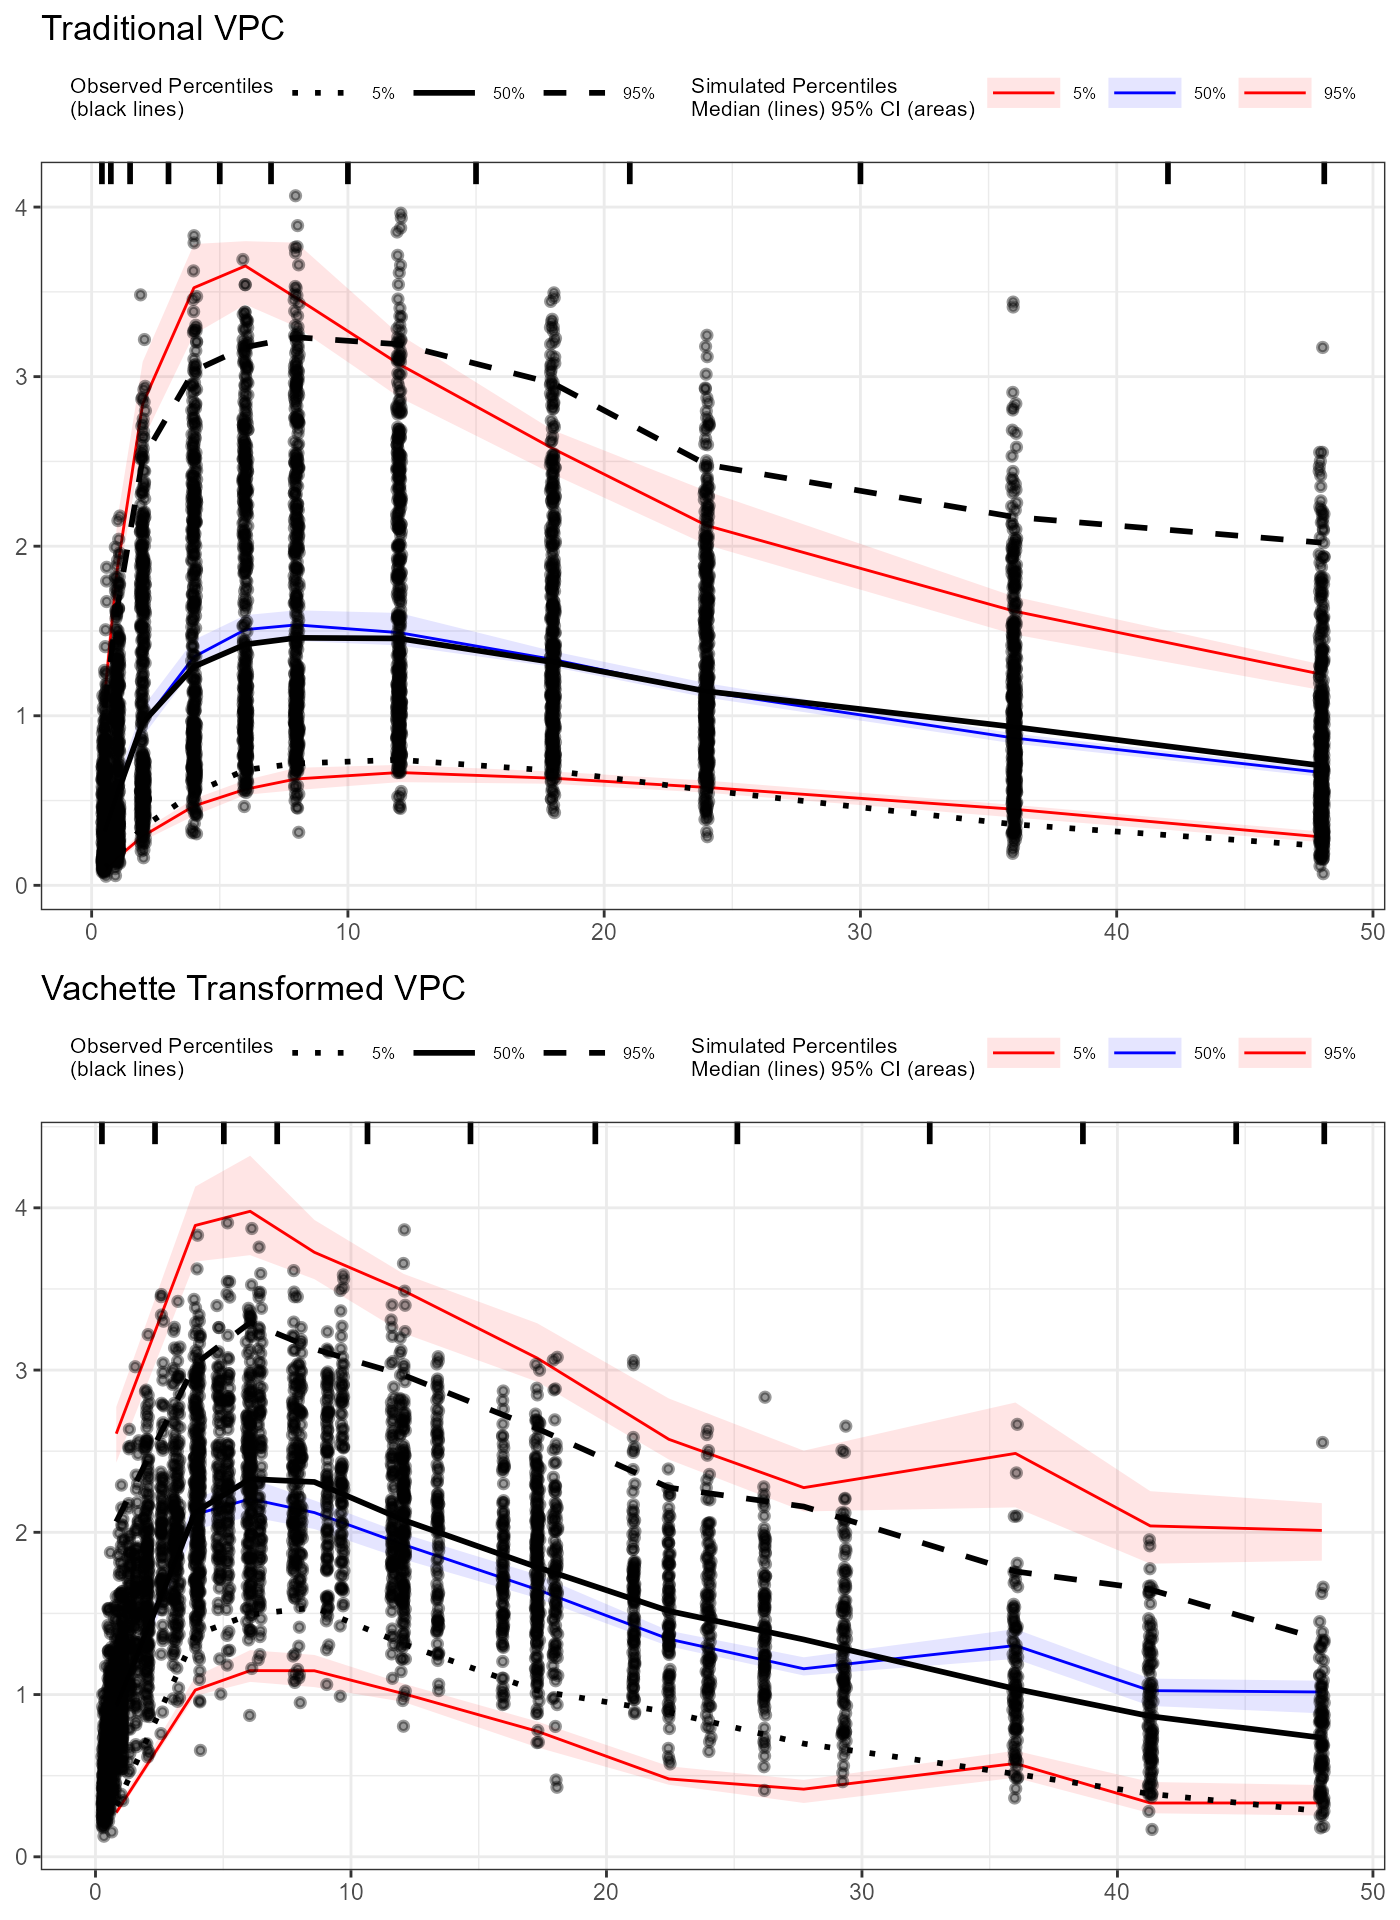 Traditional VPC
Observed Percentiles
(black lines)
5%
50%
95%
Simulated Percentiles
Median (lines) 95% CI (areas)
5%
50%
95%
4
3
2
1
0
0 10 20 30 40 50
Vachette Transformed VPC
Observed Percentiles
(black lines)
5%
50%
95%
Simulated Percentiles
Median (lines) 95% CI (areas)
5%
50%
95%
4
3
2
1
0
0 10 20 30 40 50